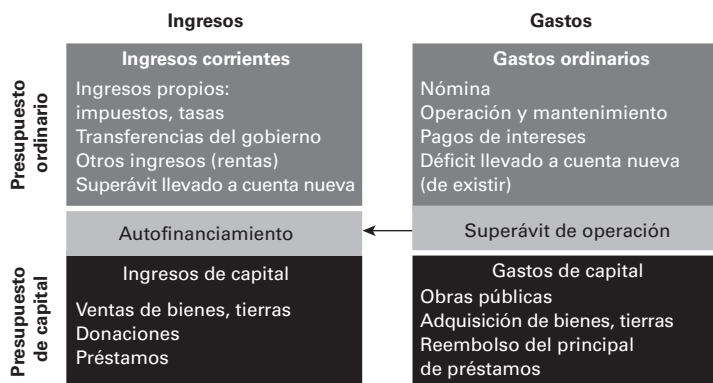 Ingresos
Gastos
Presupuesto
ordinario
Ingresos corrientes
Ingresos propios:
impuestos, tasas
Transferencias del gobierno
Otros ingresos (rentas)
Superávit llevado a cuenta nueva
Gastos ordinarios
Nómina
Operación y mantenimiento
Pagos de intereses
Déficit llevado a cuenta nueva
(de existir)
Autofinanciamiento
Superávit de operación
Presupuesto
de capital
Ingresos de capital
Ventas de bienes, tierras
Donaciones
Préstamos
Gastos de capital
Obras públicas
Adquisición de bienes, tierras
Reembolso del principal
de préstamos